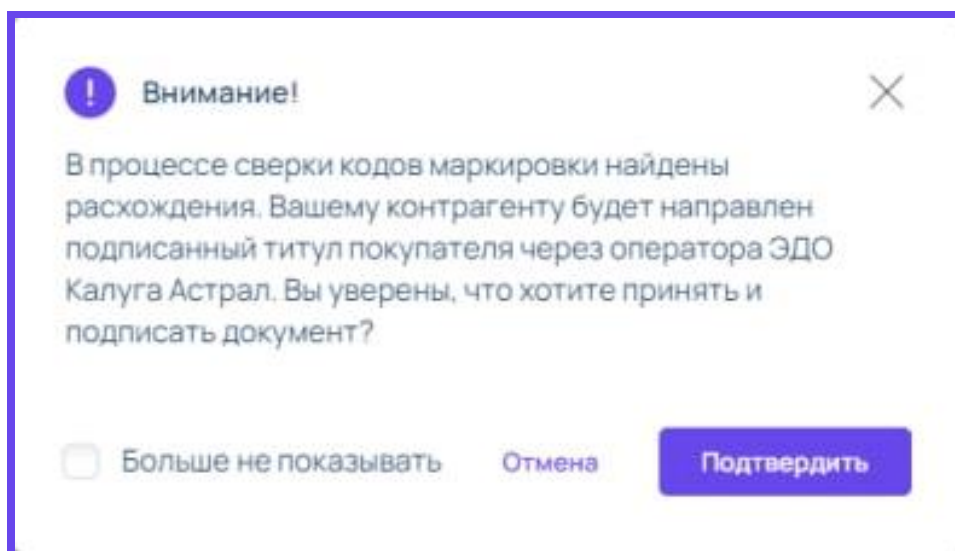 ! Внимание!
В процессе сверки кодов маркировки найдены
расхождения. Вашему контрагенту будет направлен
подписанный титул покупателя через оператора ЭДО
Калуга Астрал. Вы уверены, что хотите принять и
подписать документ?
Больше не показывать Отмена Подтвердить